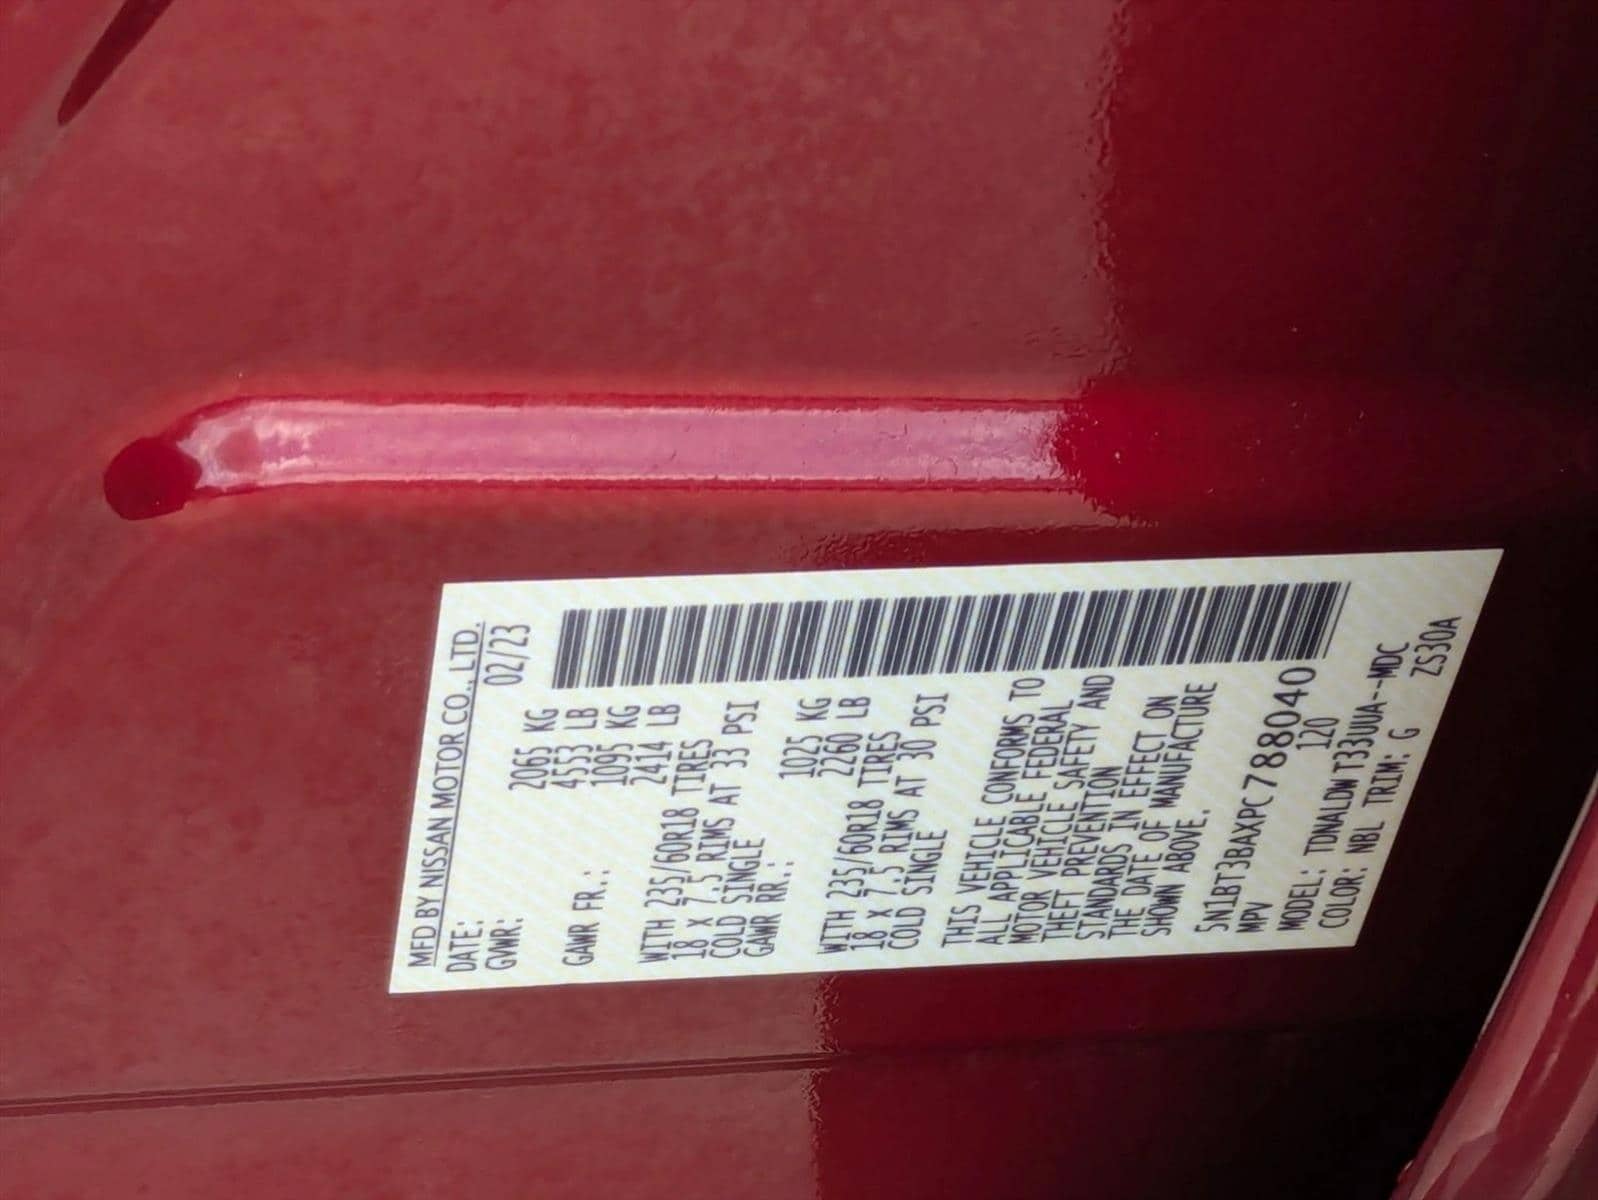 MFD BY NISSAN MOTOR CO., LTD.
DATE: 02/23
GVWR: 2065 KG
4553 LB
GAWR FR.: 1095 KG
2414 LB
WITH 235/60R18 TIRES
18 X 7.5 RIMS AT 33 PSI
COLD SINGLE
GAWR RR.: 1025 KG
2260 LB
WITH 235/60R18 TIRES
18 X 7.5 RIMS AT 30 PSI
COLD SINGLE
THIS VEHICLE CONFORMS TO
ALL APPLICABLE FEDERAL
MOTOR VEHICLE SAFETY AND
THEFT PREVENTION
STANDARDS IN EFFECT ON
THE DATE OF MANUFACTURE
SHOWN ABOVE.
5N1BT3BAXPC788040
MPV 120
MODEL: TDNALDWT33UUA--MDC
COLOR: NBL TRIM: G ZS30A